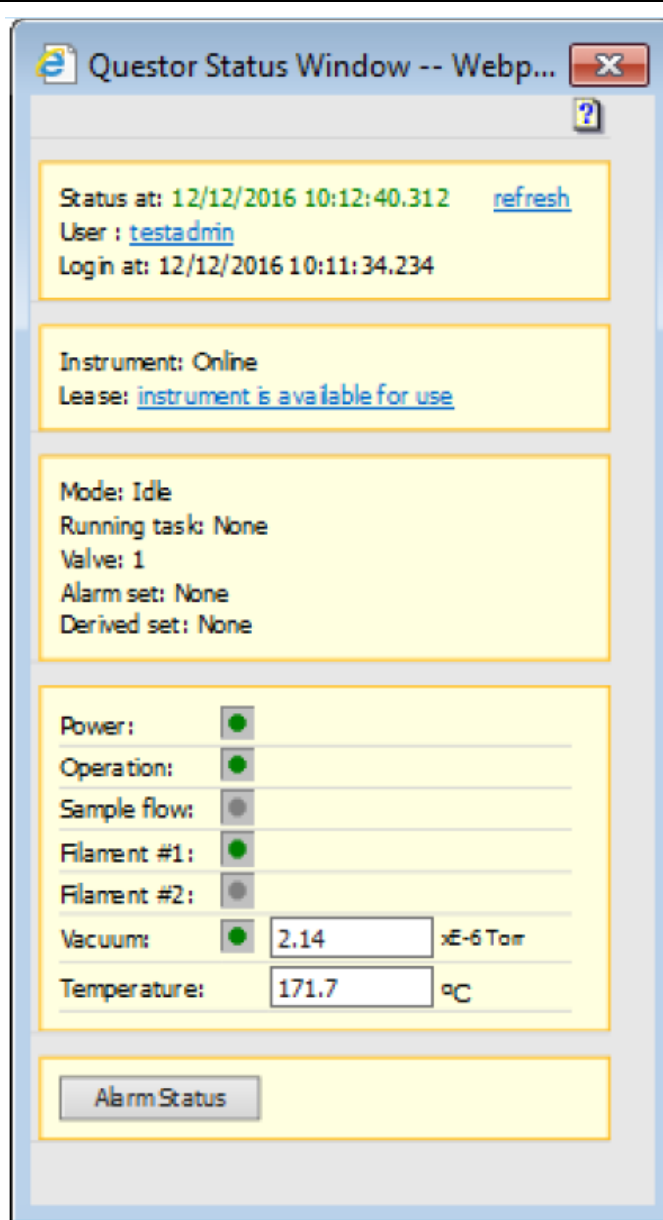 Questor Status Window -- Webp...
?
Status at: 12/12/2016 10:12:40.312 refresh
User : testadmin
Login at: 12/12/2016 10:11:34.234
Instrument: Online
Lease: instrument is available for use
Mode: Idle
Running task: None
Valve: 1
Alarm set: None
Derived set: None
Power:
Operation:
Sample flow:
Filament #1:
Filament #2:
Vacuum: 2.14 xE-6 Torr
Temperature: 171.7 ºC
Alarm Status